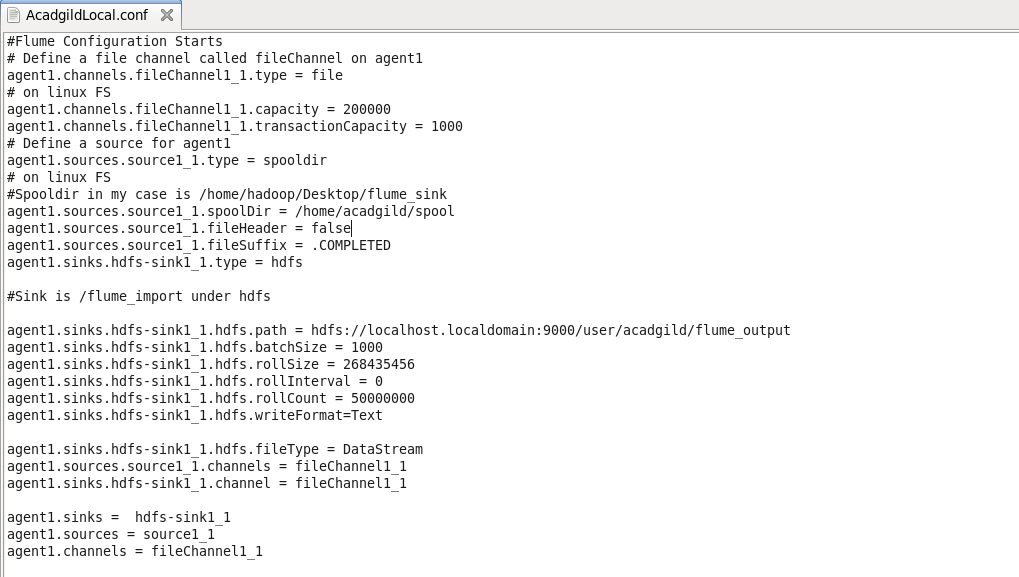 AcadgildLocal.conf
#Flume Configuration Starts
# Define a file channel called fileChannel on agent1
agent1.channels.fileChannel1_1.type = file
# on linux FS
agent1.channels.fileChannel1_1.capacity = 200000
agent1.channels.fileChannel1_1.transactionCapacity = 1000
# Define a source for agent1
agent1.sources.source1_1.type = spooldir
# on linux FS
#Spooldir in my case is /home/hadoop/Desktop/flume_sink
agent1.sources.source1_1.spoolDir = /home/acadgild/spool
agent1.sources.source1_1.fileHeader = false
agent1.sources.source1_1.fileSuffix = .COMPLETED
agent1.sinks.hdfs-sink1_1.type = hdfs
#Sink is /flume_import under hdfs
agent1.sinks.hdfs-sink1_1.hdfs.path = hdfs://localhost.localdomain:9000/user/acadgild/flume_output
agent1.sinks.hdfs-sink1_1.hdfs.batchSize = 1000
agent1.sinks.hdfs-sink1_1.hdfs.rollSize = 268435456
agent1.sinks.hdfs-sink1_1.hdfs.rollInterval = 0
agent1.sinks.hdfs-sink1_1.hdfs.rollCount = 50000000
agent1.sinks.hdfs-sink1_1.hdfs.writeFormat=Text
agent1.sinks.hdfs-sink1_1.hdfs.fileType = DataStream
agent1.sources.source1_1.channels = fileChannel1_1
agent1.sinks.hdfs-sink1_1.channel = fileChannel1_1
agent1.sinks =  hdfs-sink1_1
agent1.sources = source1_1
agent1.channels = fileChannel1_1